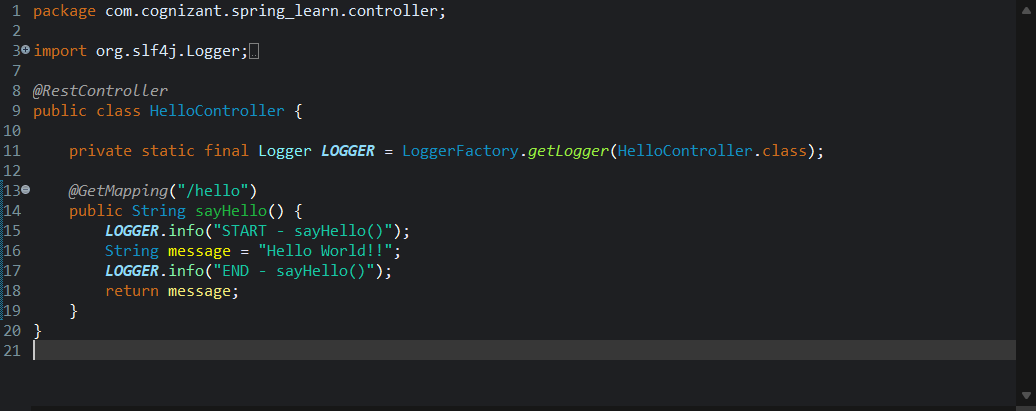 1 package com.cognizant.spring_learn.controller;
2
3 import org.slf4j.Logger;
7
8 @RestController
9 public class HelloController {
10
11     private static final Logger LOGGER = LoggerFactory.getLogger(HelloController.class);
12
13     @GetMapping("/hello")
14     public String sayHello() {
15         LOGGER.info("START - sayHello()");
16         String message = "Hello World!!";
17         LOGGER.info("END - sayHello()");
18         return message;
19     }
20 }
21